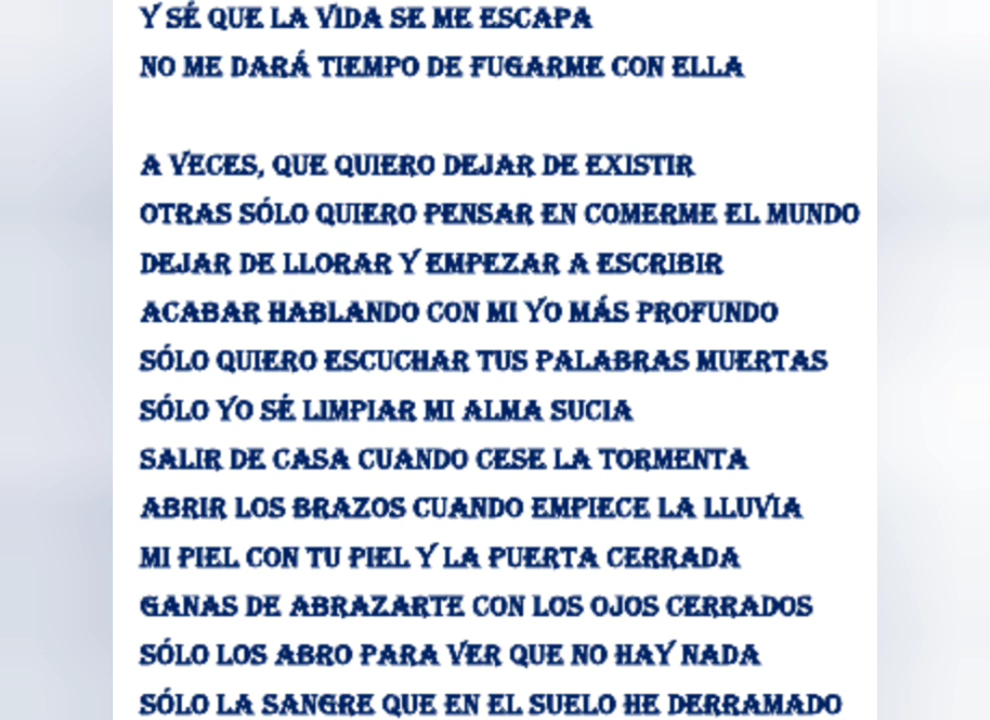 Y SÉ QUE LA VIDA SE ME ESCAPA
NO ME DARÁ TIEMPO DE FUGARME CON ELLA
A VECES, QUE QUIERO DEJAR DE EXISTIR
OTRAS SÓLO QUIERO PENSAR EN COMERME EL MUNDO
DEJAR DE LLORAR Y EMPEZAR A ESCRIBIR
ACABAR HABLANDO CON MI YO MÁS PROFUNDO
SÓLO QUIERO ESCUCHAR TUS PALABRAS MUERTAS
SÓLO YO SÉ LIMPIAR MI ALMA SUCIA
SALIR DE CASA CUANDO CESE LA TORMENTA
ABRIR LOS BRAZOS CUANDO EMPIECE LA LLUVIA
MI PIEL CON TU PIEL Y LA PUERTA CERRADA
GANAS DE ABRAZARTE CON LOS OJOS CERRADOS
SÓLO LOS ABRO PARA VER QUE NO HAY NADA
SÓLO LA SANGRE QUE EN EL SUELO HE DERRAMADO